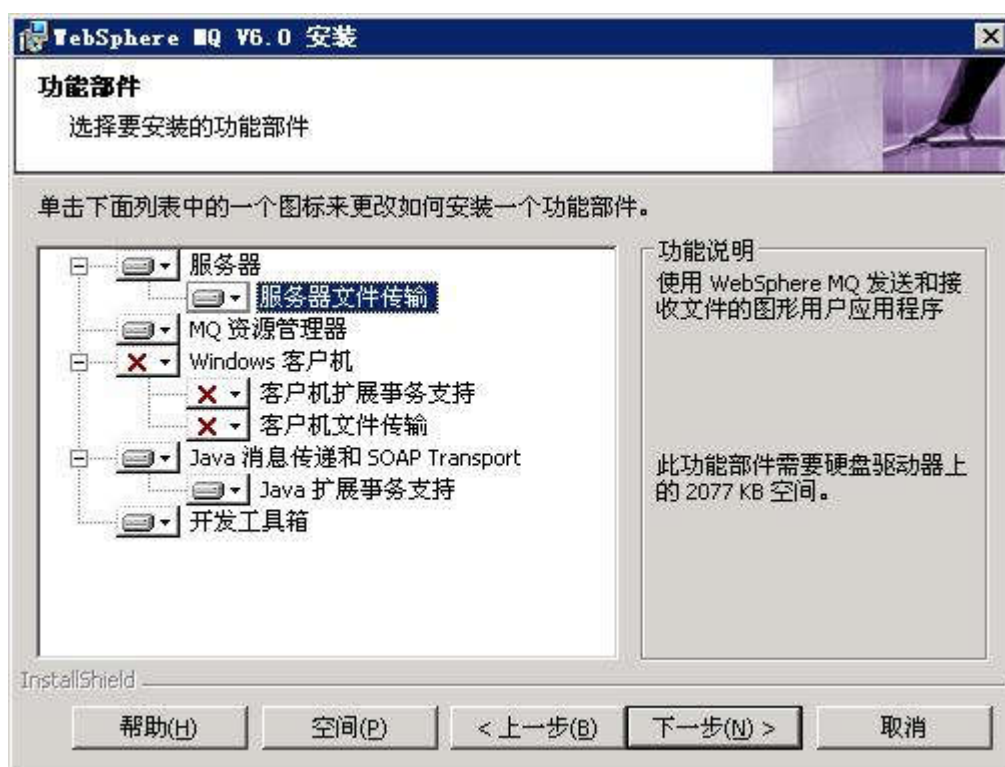 WebSphere MQ V6.0 安装
功能部件
选择要安装的功能部件
单击下面列表中的一个图标来更改如何安装一个功能部件。
服务器
服务器文件传输
MQ 资源管理器
Windows 客户机
客户机扩展事务支持
客户机文件传输
Java 消息传递和 SOAP Transport
Java 扩展事务支持
开发工具箱
功能说明
使用 WebSphere MQ 发送和接
收文件的图形用户应用程序
此功能部件需要硬盘驱动器上
的 2077 KB 空间。
InstallShield
帮助(H)
空间(P)
< 上一步(B)
下一步(N) >
取消